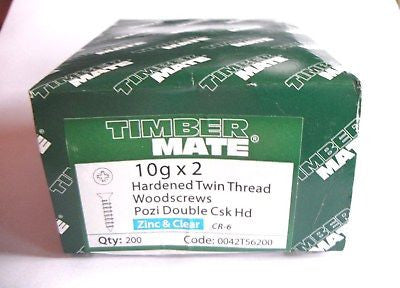 TIMBER
MATE®
10g x 2
Hardened Twin Thread
Woodscrews
Pozi Double Csk Hd
Zinc & Clear CR-6
Qty: 200 Code: 0042T56200